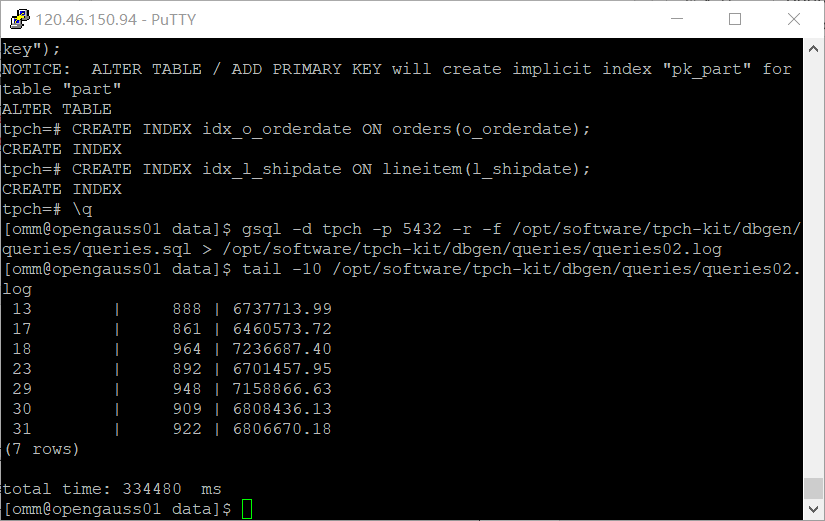 120.46.150.94 - PuTTY
key");
NOTICE:  ALTER TABLE / ADD PRIMARY KEY will create implicit index "pk_part" for
table "part"
ALTER TABLE
tpch=# CREATE INDEX idx_o_orderdate ON orders(o_orderdate);
CREATE INDEX
tpch=# CREATE INDEX idx_l_shipdate ON lineitem(l_shipdate);
CREATE INDEX
tpch=# \q
[omm@opengauss01 data]$ gsql -d tpch -p 5432 -r -f /opt/software/tpch-kit/dbgen/
queries/queries.sql > /opt/software/tpch-kit/dbgen/queries/queries02.log
[omm@opengauss01 data]$ tail -10 /opt/software/tpch-kit/dbgen/queries/queries02.
log
 13        |     888 | 6737713.99
 17        |     861 | 6460573.72
 18        |     964 | 7236687.40
 23        |     892 | 6701457.95
 29        |     948 | 7158866.63
 30        |     909 | 6808436.13
 31        |     922 | 6806670.18
(7 rows)
total time: 334480  ms
[omm@opengauss01 data]$